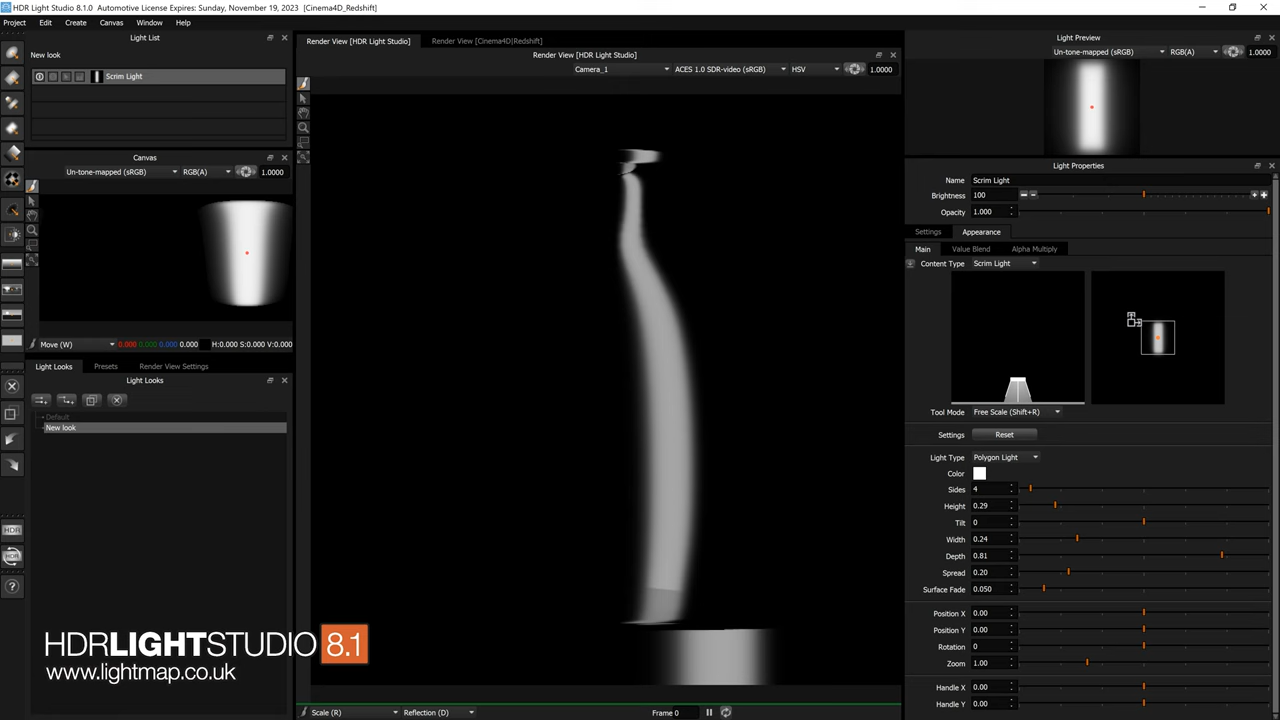 HDR Light Studio 8.1.0 Automotive License Expires: Sunday, November 19, 2023 [Cinema4D_Redshift]
Project Edit Create Canvas Window Help
Light List
New look
Scrim Light
Canvas
Un-tone-mapped (sRGB) RGB(A) 1.0000
Move (W) 0.000 0.000 0.000 0.000 H:0.000 S:0.000 V:0.000
Light Looks Presets Render View Settings
Light Looks
Default
New look
HDR
HDR
?
HDRLIGHTSTUDIO 8.1
www.lightmap.co.uk
Render View [HDR Light Studio] Render View [Cinema4D|Redshift]
Render View [HDR Light Studio]
Camera_1 ACES 1.0 SDR-video (sRGB) HSV 1.0000
Scale (R) Reflection (D) Frame 0
Light Preview
Un-tone-mapped (sRGB) RGB(A) 1.0000
Light Properties
Name Scrim Light
Brightness 100
Opacity 1.000
Settings Appearance
Main Value Blend Alpha Multiply
Content Type Scrim Light
Tool Mode Free Scale (Shift+R)
Settings Reset
Light Type Polygon Light
Color
Sides 4
Height 0.29
Tilt 0
Width 0.24
Depth 0.81
Spread 0.20
Surface Fade 0.050
Position X 0.00
Position Y 0.00
Rotation 0
Zoom 1.00
Handle X 0.00
Handle Y 0.00